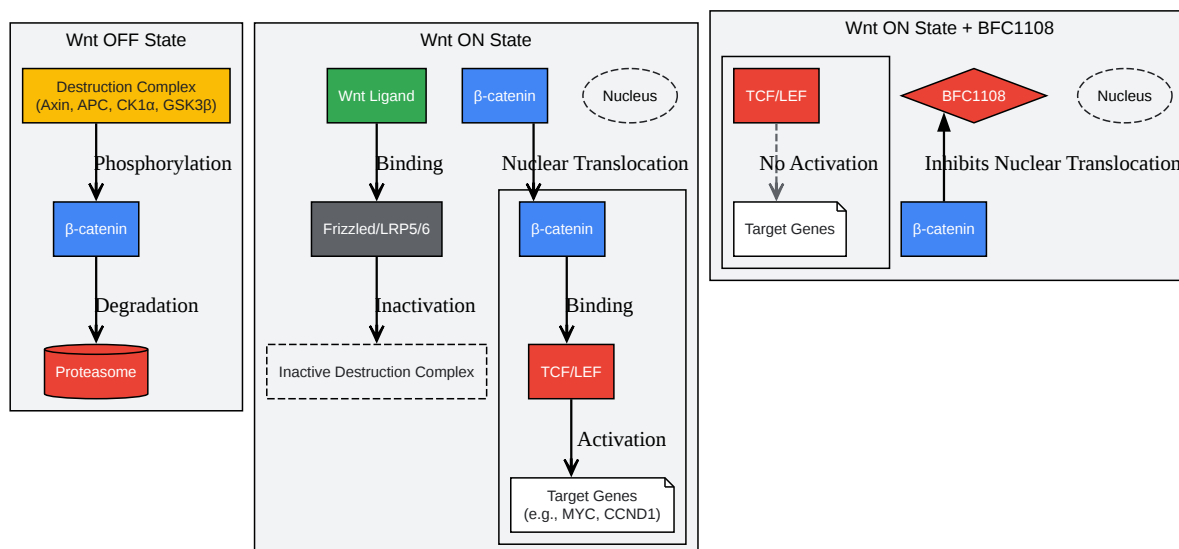 Wnt OFF State
Destruction Complex
(Axin, APC, CK1α, GSK3β)
Phosphorylation
β-catenin
Degradation
Proteasome
Wnt ON State
Wnt Ligand
Binding
Frizzled/LRP5/6
Inactivation
Inactive Destruction Complex
β-catenin
Nucleus
Nuclear Translocation
β-catenin
Binding
TCF/LEF
Activation
Target Genes
(e.g., MYC, CCND1)
Wnt ON State + BFC1108
TCF/LEF
No Activation
Target Genes
BFC1108
Nucleus
Inhibits Nuclear Translocation
β-catenin